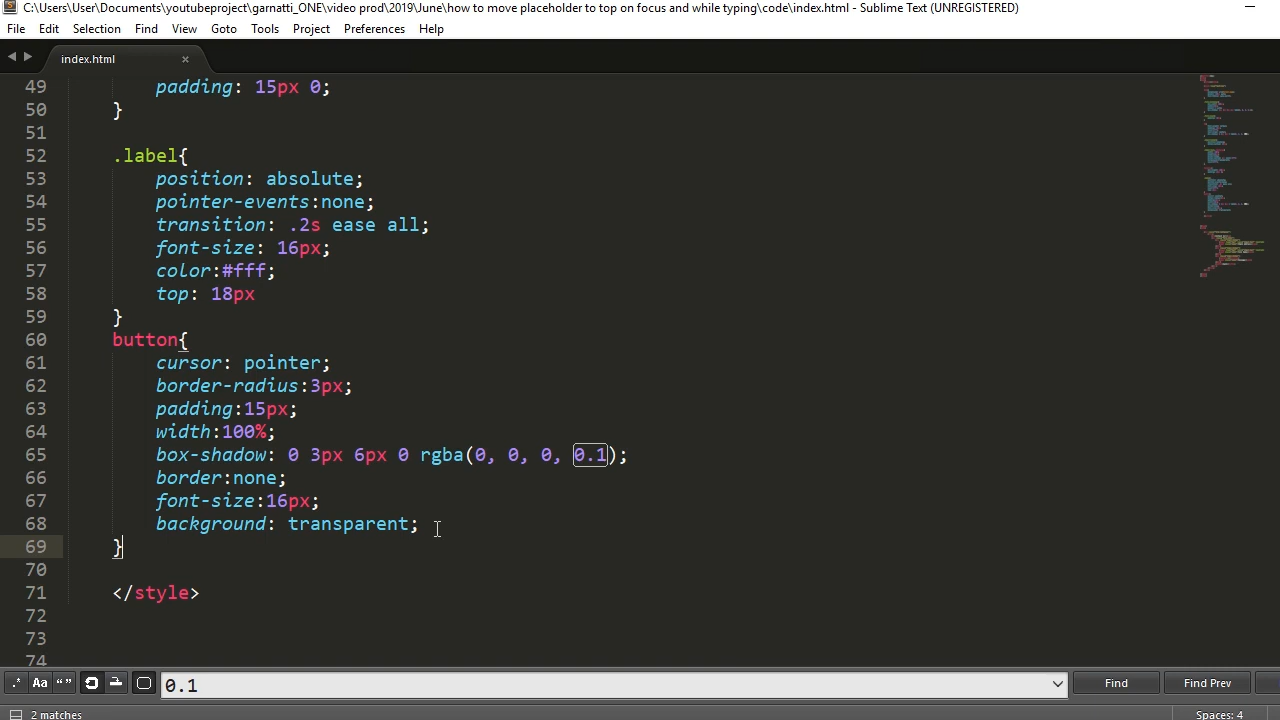 C:\Users\User\Documents\youtubeproject\garnatti_ONE\video prod\2019\June\how to move placeholder to top on focus and while typing\code\index.html - Sublime Text (UNREGISTERED)
File Edit Selection Find View Goto Tools Project Preferences Help
index.html
49 padding: 15px 0;
50 }
51
52 .label{
53 position: absolute;
54 pointer-events:none;
55 transition: .2s ease all;
56 font-size: 16px;
57 color:#fff;
58 top: 18px
59 }
60 button{
61 cursor: pointer;
62 border-radius:3px;
63 padding:15px;
64 width:100%;
65 box-shadow: 0 3px 6px 0 rgba(0, 0, 0, 0.1);
66 border:none;
67 font-size:16px;
68 background: transparent;
69 }
70
71 </style>
72
73
74
.* Aa “ ” 0.1 Find Find Prev
2 matches Spaces: 4